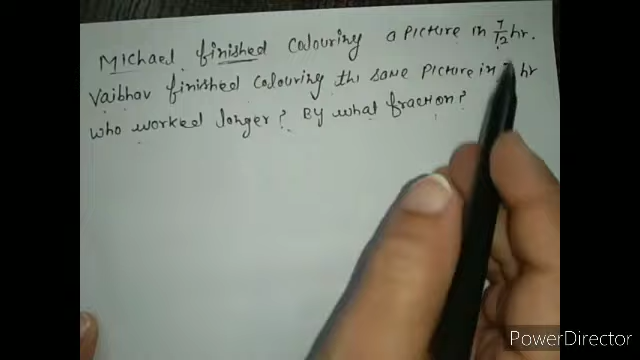 Michael finished colouring a picture in 7/12 hr.
Vaibhav finished colouring the same picture in hr
who worked longer? By what fraction?
PowerDirector